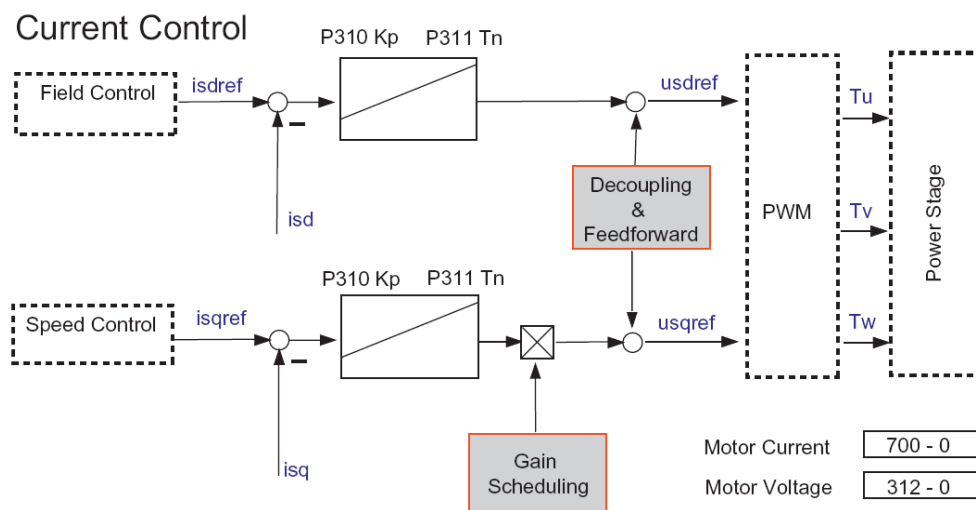 Current Control
P310 Kp P311 Tn
Field Control
isdref
usdref
Tu
isd
Decoupling
&
Feedforward
PWM
Tv
Power Stage
P310 Kp P311 Tn
Speed Control
isqref
usqref
Tw
isq
Gain
Scheduling
Motor Current 700 - 0
Motor Voltage 312 - 0